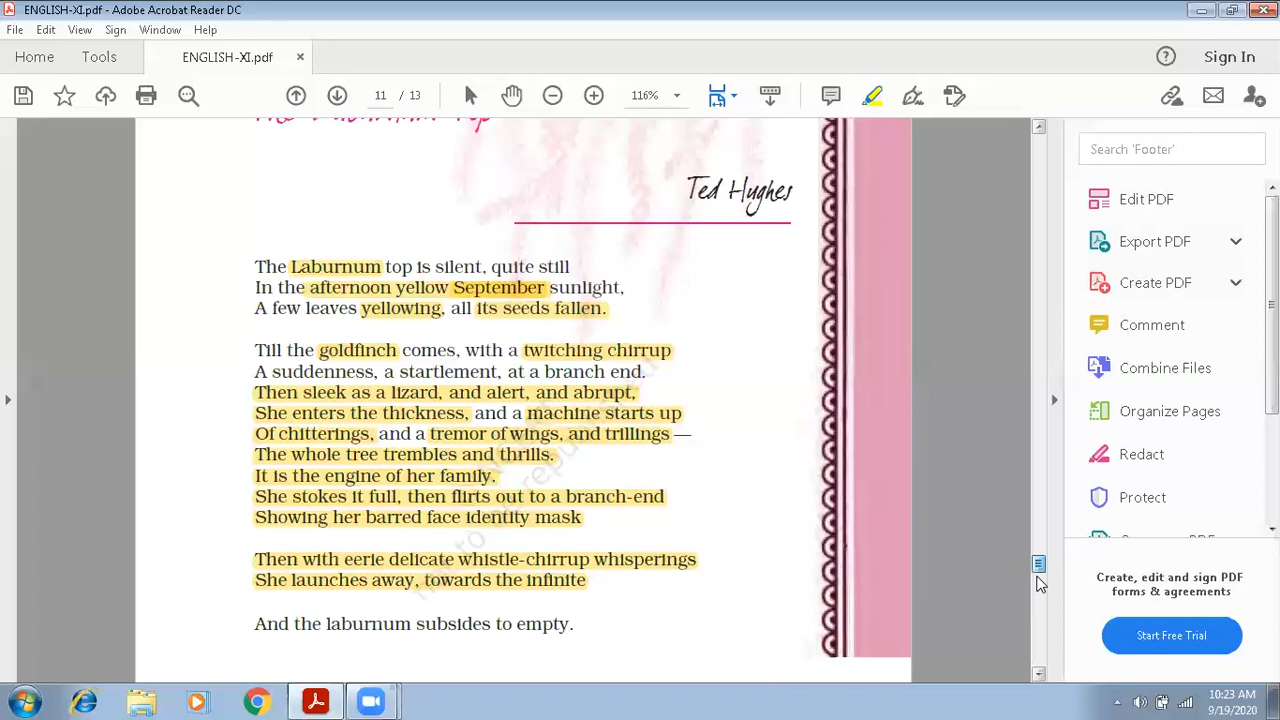 ENGLISH-XI.pdf - Adobe Acrobat Reader DC
File Edit View Sign Window Help
Home Tools ENGLISH-XI.pdf × Sign In
11 / 13 116%
The Laburnum Top
Ted Hughes
The Laburnum top is silent, quite still
In the afternoon yellow September sunlight,
A few leaves yellowing, all its seeds fallen.
Till the goldfinch comes, with a twitching chirrup
A suddenness, a startlement, at a branch end.
Then sleek as a lizard, and alert, and abrupt,
She enters the thickness, and a machine starts up
Of chitterings, and a tremor of wings, and trillings —
The whole tree trembles and thrills.
It is the engine of her family.
She stokes it full, then flirts out to a branch-end
Showing her barred face identity mask
Then with eerie delicate whistle-chirrup whisperings
She launches away, towards the infinite
And the laburnum subsides to empty.
Search 'Footer'
Edit PDF
Export PDF
Create PDF
Comment
Combine Files
Organize Pages
Redact
Protect
Create, edit and sign PDF
forms & agreements
Start Free Trial
10:23 AM
9/19/2020